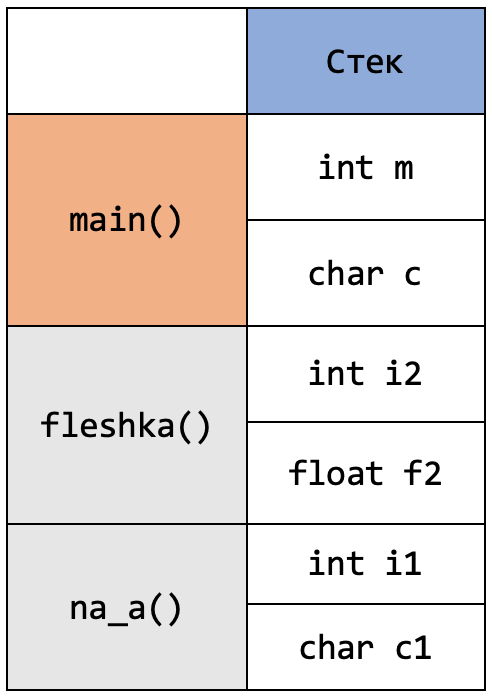 Стек
main()
int m
char c
fleshka()
int i2
float f2
na_a()
int i1
char c1